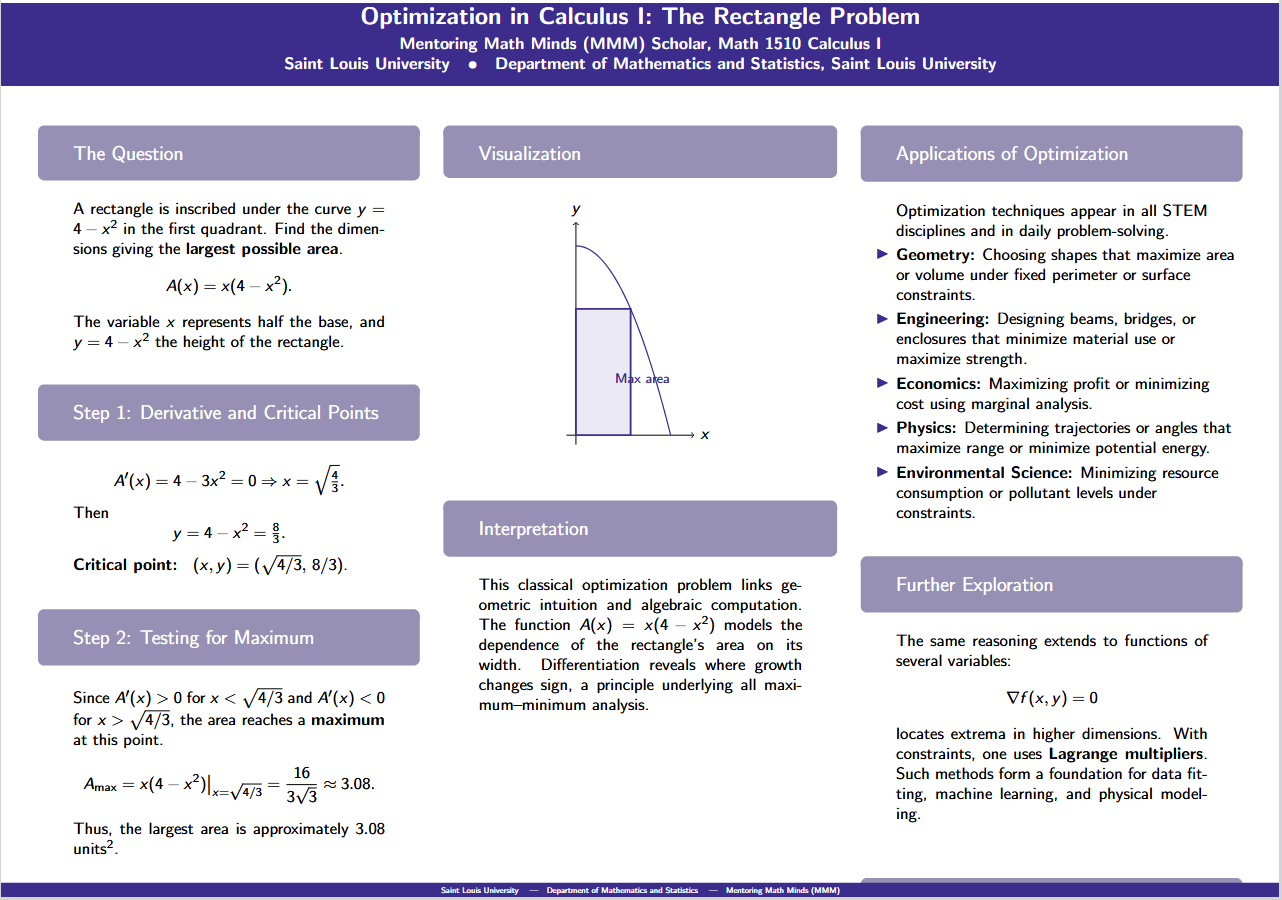 Optimization in Calculus I: The Rectangle Problem
Mentoring Math Minds (MMM) Scholar, Math 1510 Calculus I
Saint Louis University • Department of Mathematics and Statistics, Saint Louis University
The Question
A rectangle is inscribed under the curve y =
4 − x² in the first quadrant. Find the dimen-
sions giving the largest possible area.
A(x) = x(4 − x²).
The variable x represents half the base, and
y = 4 − x² the height of the rectangle.
Step 1: Derivative and Critical Points
A′(x) = 4 − 3x² = 0 ⇒ x = √(4/3).
Then
y = 4 − x² = 8/3.
Critical point: (x, y) = (√4/3, 8/3).
Step 2: Testing for Maximum
Since A′(x) > 0 for x < √4/3 and A′(x) < 0
for x > √4/3, the area reaches a maximum
at this point.
Amax = x(4 − x²)|x=√4/3 = 16/(3√3) ≈ 3.08.
Thus, the largest area is approximately 3.08
units².
Visualization
y
Max area
x
Interpretation
This classical optimization problem links ge-
ometric intuition and algebraic computation.
The function A(x) = x(4 − x²) models the
dependence of the rectangle's area on its
width. Differentiation reveals where growth
changes sign, a principle underlying all maxi-
mum–minimum analysis.
Applications of Optimization
Optimization techniques appear in all STEM
disciplines and in daily problem-solving.
▶ Geometry: Choosing shapes that maximize area
or volume under fixed perimeter or surface
constraints.
▶ Engineering: Designing beams, bridges, or
enclosures that minimize material use or
maximize strength.
▶ Economics: Maximizing profit or minimizing
cost using marginal analysis.
▶ Physics: Determining trajectories or angles that
maximize range or minimize potential energy.
▶ Environmental Science: Minimizing resource
consumption or pollutant levels under
constraints.
Further Exploration
The same reasoning extends to functions of
several variables:
∇f(x, y) = 0
locates extrema in higher dimensions. With
constraints, one uses Lagrange multipliers.
Such methods form a foundation for data fit-
ting, machine learning, and physical model-
ing.
Saint Louis University — Department of Mathematics and Statistics — Mentoring Math Minds (MMM)